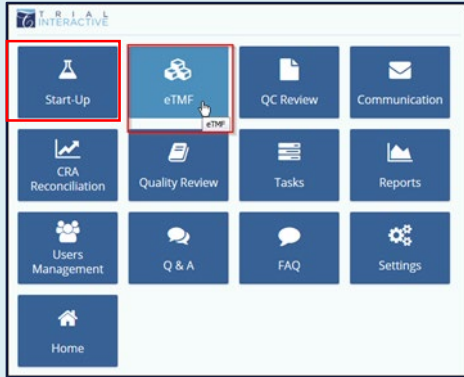 TRIAL
INTERACTIVE
Start-Up
eTMF
eTMF
QC Review
Communication
CRA
Reconciliation
Quality Review
Tasks
Reports
Users
Management
Q & A
FAQ
Settings
Home